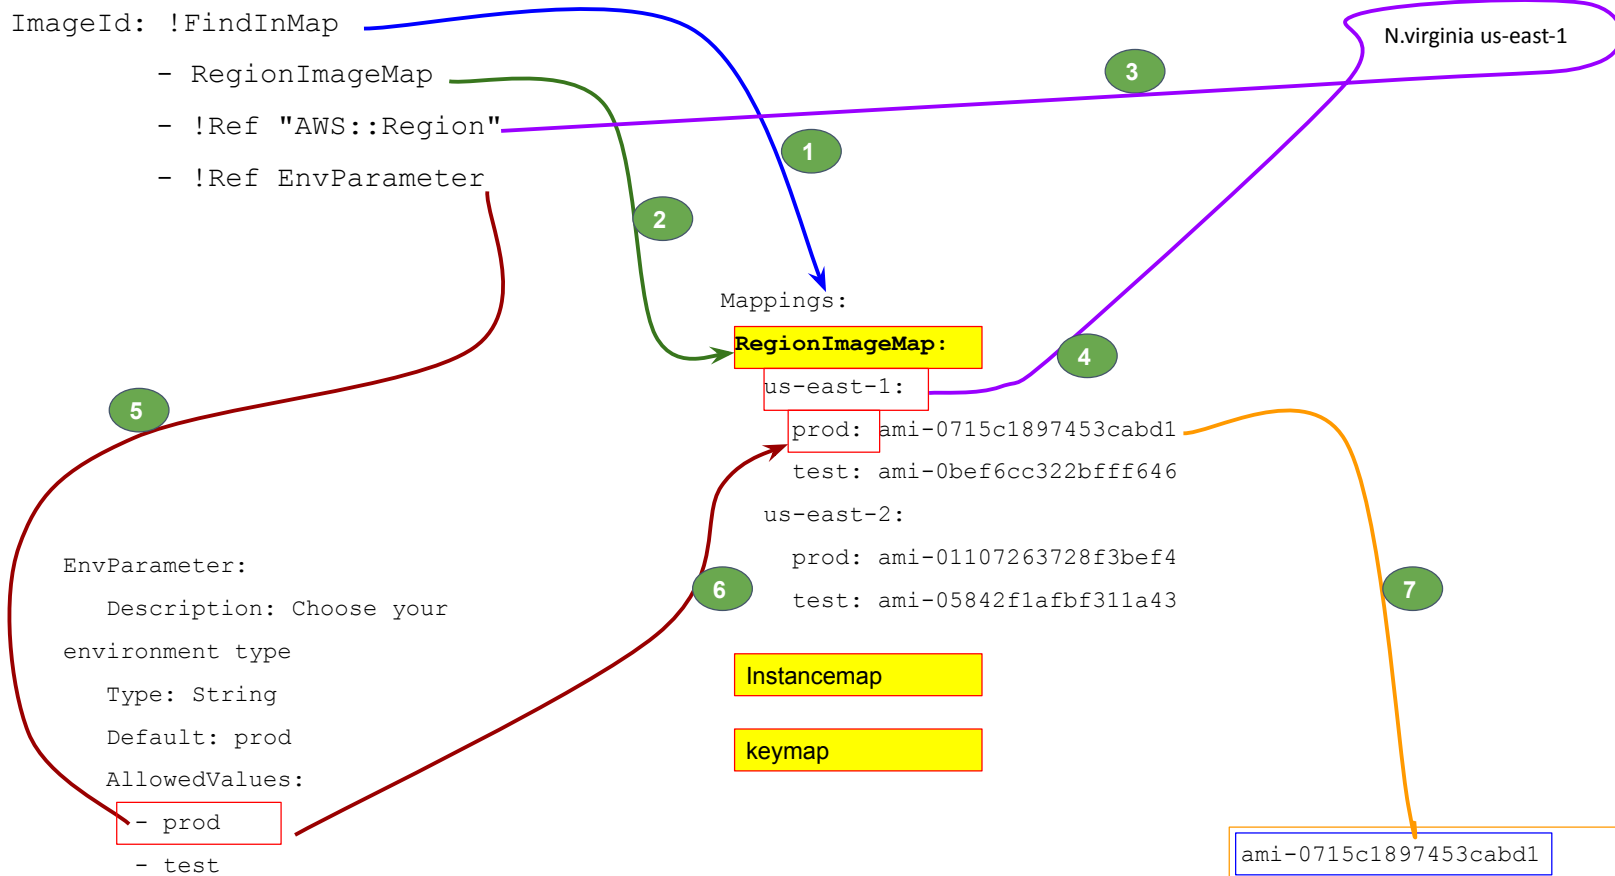 ImageId: !FindInMap
- RegionImageMap
- !Ref "AWS::Region"
- !Ref EnvParameter
N.virginia us-east-1
3
1
2
Mappings:
RegionImageMap:
us-east-1:
prod: ami-0715c1897453cabd1
test: ami-0bef6cc322bfff646
us-east-2:
prod: ami-01107263728f3bef4
test: ami-05842f1afbf311a43
4
5
6
7
EnvParameter:
Description: Choose your
environment type
Type: String
Default: prod
AllowedValues:
- prod
- test
Instancemap
keymap
ami-0715c1897453cabd1